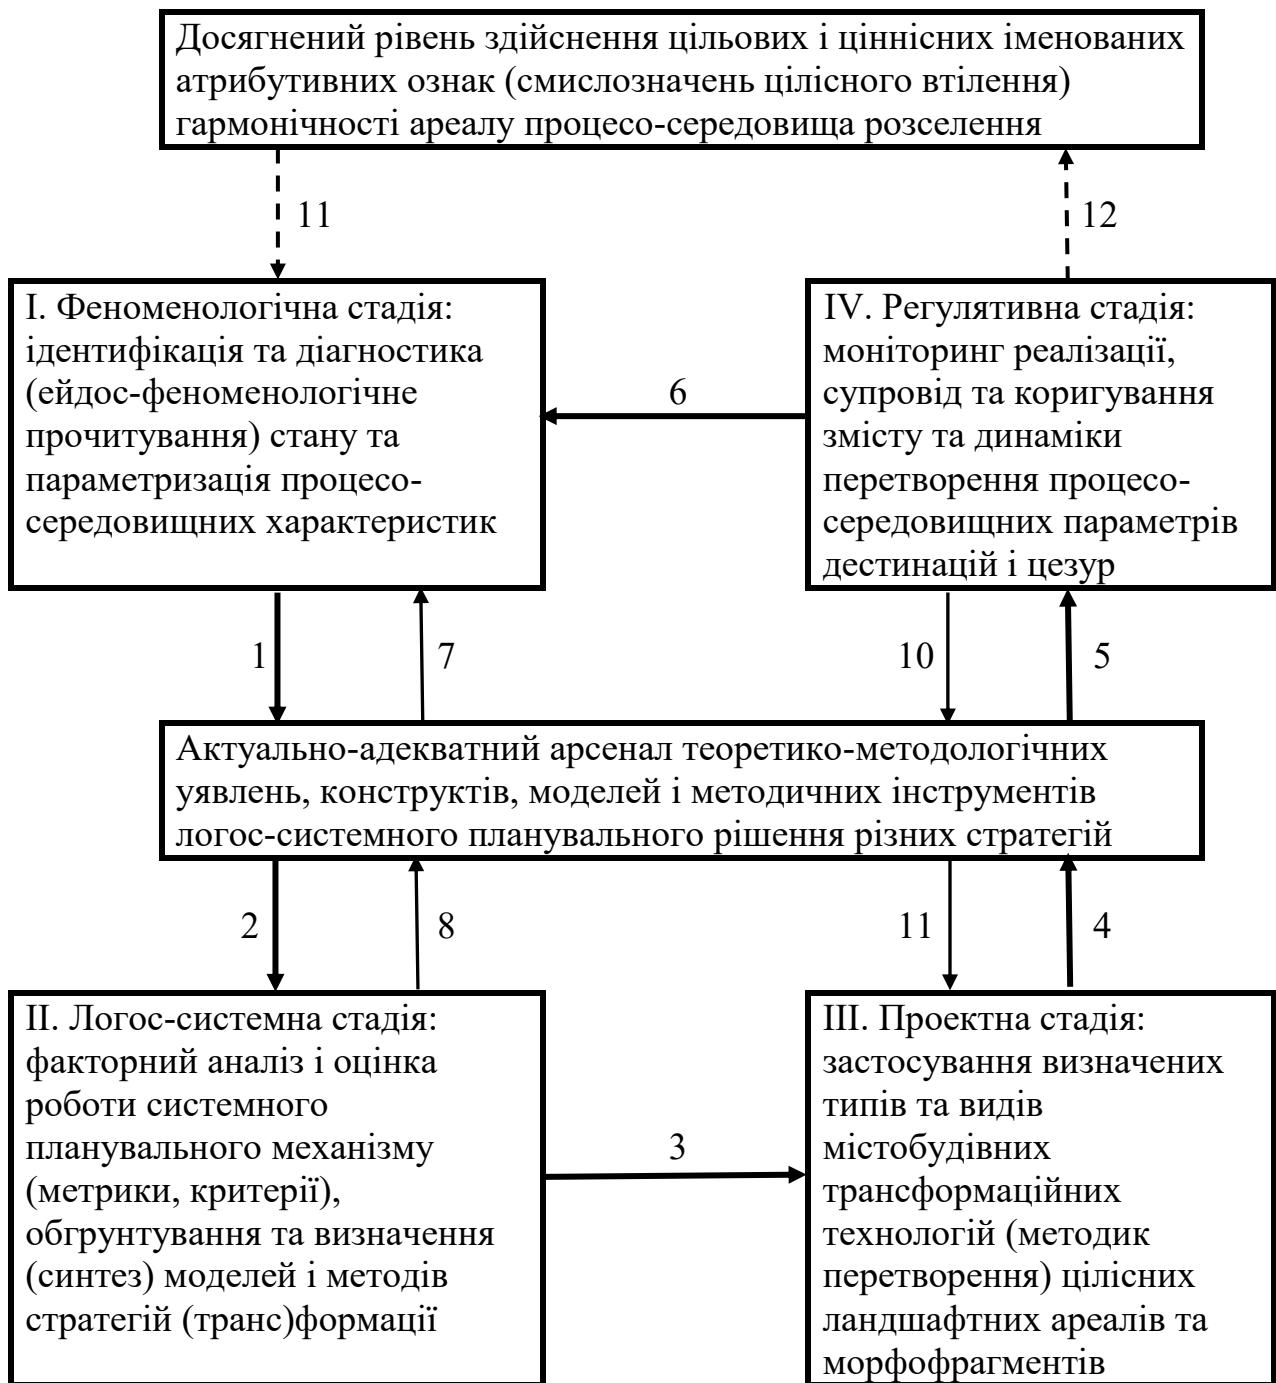 Досягнений рівень здійснення цільових і ціннісних іменованих
атрибутивних ознак (смислозначень цілісного втілення)
гармонічності ареалу процесо-середовища розселення
11
12
І. Феноменологічна стадія:
ідентифікація та діагностика
(ейдос-феноменологічне
прочитування) стану та
параметризація процесо-
середовищних характеристик
6
IV. Регулятивна стадія:
моніторинг реалізації,
супровід та коригування
змісту та динаміки
перетворення процесо-
середовищних параметрів
дестинацій і цезур
1
7
10
5
Актуально-адекватний арсенал теоретико-методологічних
уявлень, конструктів, моделей і методичних інструментів
логос-системного планувального рішення різних стратегій
2
8
11
4
ІІ. Логос-системна стадія:
факторний аналіз і оцінка
роботи системного
планувального механізму
(метрики, критерії),
обгрунтування та визначення
(синтез) моделей і методів
стратегій (транс)формації
3
ІІІ. Проектна стадія:
застосування визначених
типів та видів
містобудівних
трансформаційних
технологій (методик
перетворення) цілісних
ландшафтних ареалів та
морфофрагментів